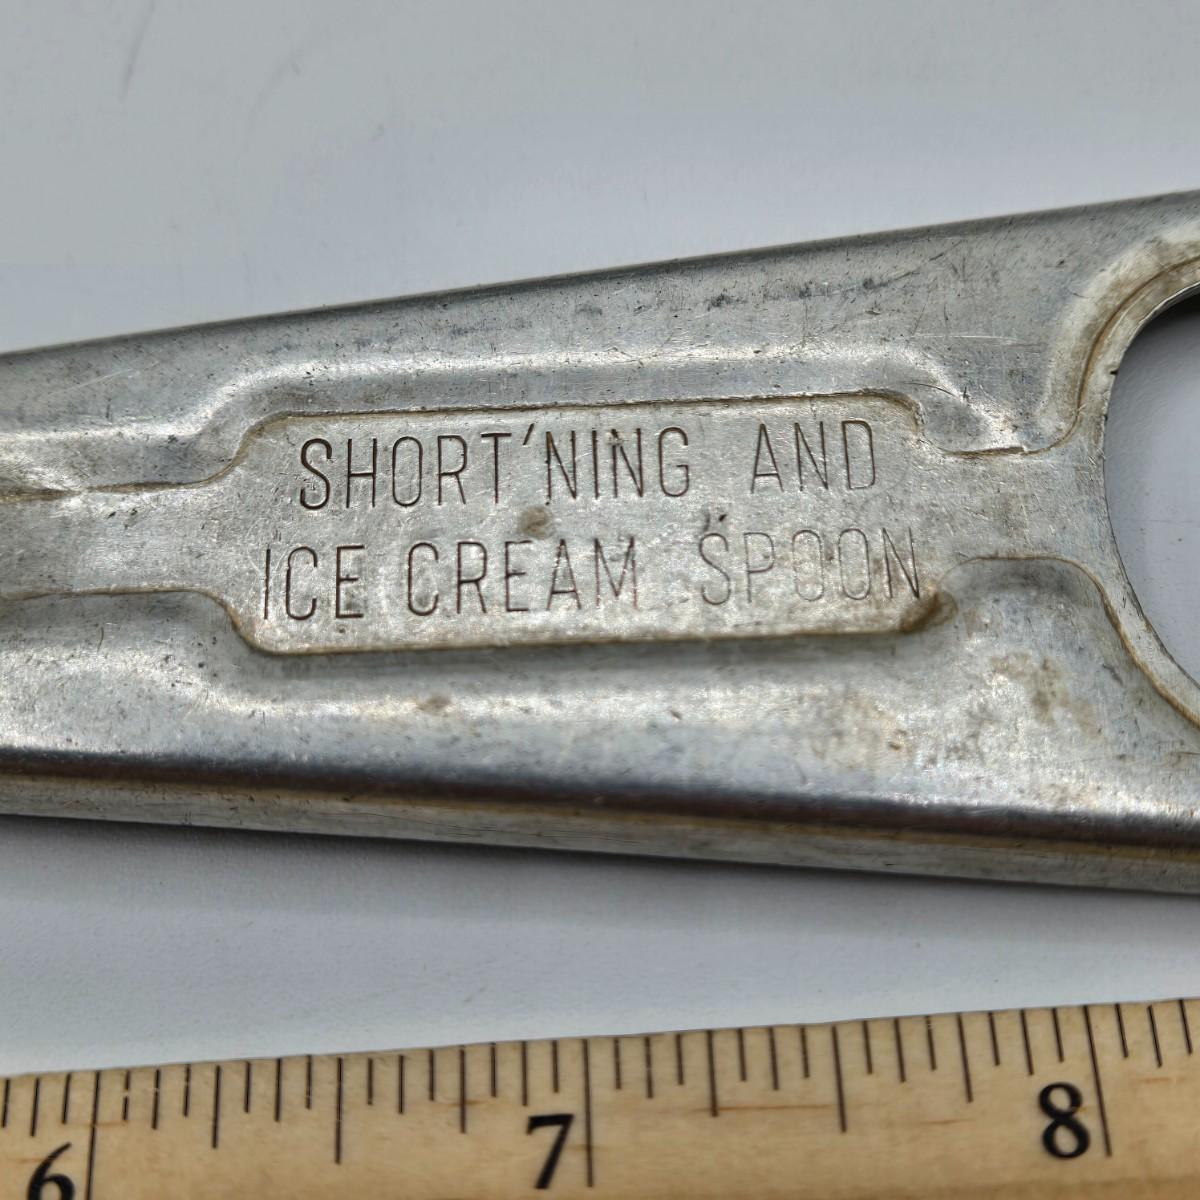 SHORT'NING AND
ICE CREAM SPOON
6 7 8